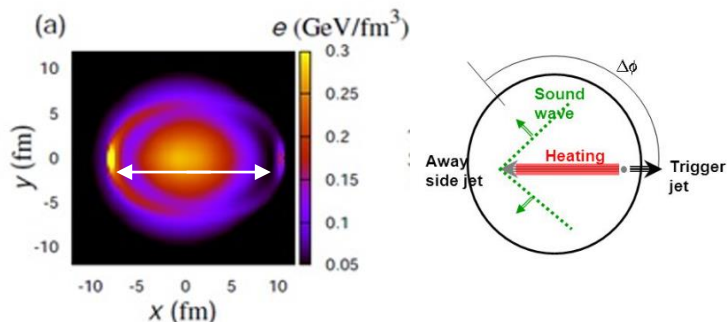 (a)
e (GeV/fm³)
10
5
0
-5
-10
y (fm)
-10
-5
0
5
10
x (fm)
0.3
0.25
0.2
0.15
0.1
0.05
Δϕ
Sound
wave
Away
side jet
Heating
Trigger
jet